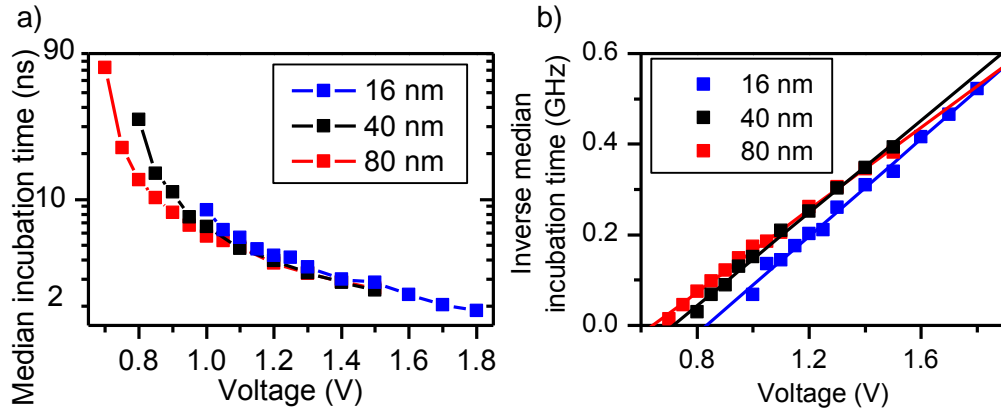 a)
Median incubation time (ns)
90
10
2
16 nm
40 nm
80 nm
0.8 1.0 1.2 1.4 1.6 1.8
Voltage (V)
b)
Inverse median
incubation time (GHz)
0.6
0.4
0.2
0.0
16 nm
40 nm
80 nm
0.8 1.2 1.6
Voltage (V)